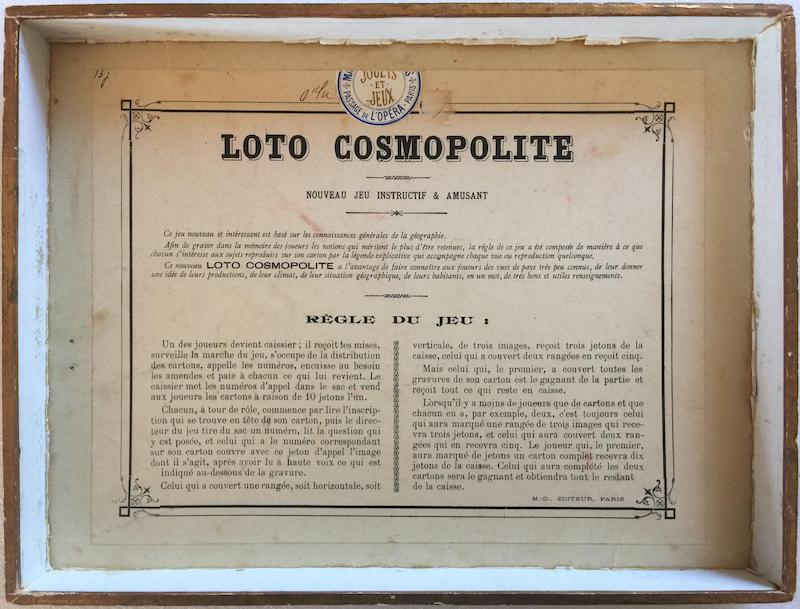 15f
JOUETS
ET
JEUX
PASSAGE DE L'OPÉRA - PARIS
LOTO COSMOPOLITE
NOUVEAU JEU INSTRUCTIF & AMUSANT
Ce jeu nouveau et intéressant est basé sur les connaissances générales de la géographie.
Afin de graver dans la mémoire des joueurs les notions qui méritent le plus d'être retenues, la règle de ce jeu a été composée de manière à ce que
chacun s'intéresse aux sujets reproduits sur son carton par la légende explicative qui accompagne chaque vue ou reproduction quelconque.
Ce nouveau LOTO COSMOPOLITE a l'avantage de faire connaître aux joueurs des vues de pays très peu connus, de leur donner
une idée de leurs productions, de leur climat, de leur situation géographique, de leurs habitants, en un mot, de très bons et utiles renseignements.
RÈGLE DU JEU :
Un des joueurs devient caissier ; il reçoit les mises,
surveille la marche du jeu, s'occupe de la distribution
des cartons, appelle les numéros, encaisse au besoin
les amendes et paie à chacun ce qui lui revient. Le
caissier met les numéros d'appel dans le sac et vend
aux joueurs les cartons à raison de 10 jetons l'un.
Chacun, à tour de rôle, commence par lire l'inscrip-
tion qui se trouve en tête de son carton, puis le direc-
teur du jeu tire du sac un numéro, lit la question qui
y est posée, et celui qui a le numéro correspondant
sur son carton couvre avec ce jeton d'appel l'image
dont il s'agit, après avoir lu à haute voix ce qui est
indiqué au-dessous de la gravure.
Celui qui a couvert une rangée, soit horizontale, soit
verticale, de trois images, reçoit trois jetons de la
caisse, celui qui a couvert deux rangées en reçoit cinq.
Mais celui qui, le premier, a couvert toutes les
gravures de son carton est le gagnant de la partie et
reçoit tout ce qui reste en caisse.
Lorsqu'il y a moins de joueurs que de cartons et que
chacun en a, par exemple, deux, c'est toujours celui
qui aura marqué une rangée de trois images qui rece-
vra trois jetons, et celui qui aura couvert deux ran-
gées qui en recevra cinq. Le joueur qui, le premier,
aura marqué de jetons un carton complet recevra dix
jetons de la caisse. Celui qui aura complété les deux
cartons sera le gagnant et obtiendra tout le restant
de la caisse.
M.-D., ÉDITEUR, PARIS